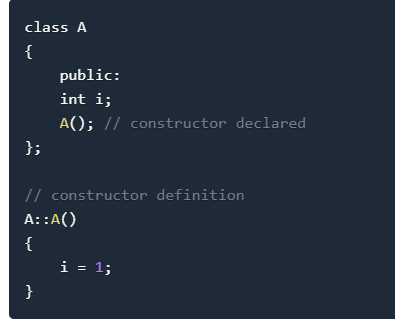 class A
{
    public:
    int i;
    A(); // constructor declared
};

// constructor definition
A::A()
{
    i = 1;
}